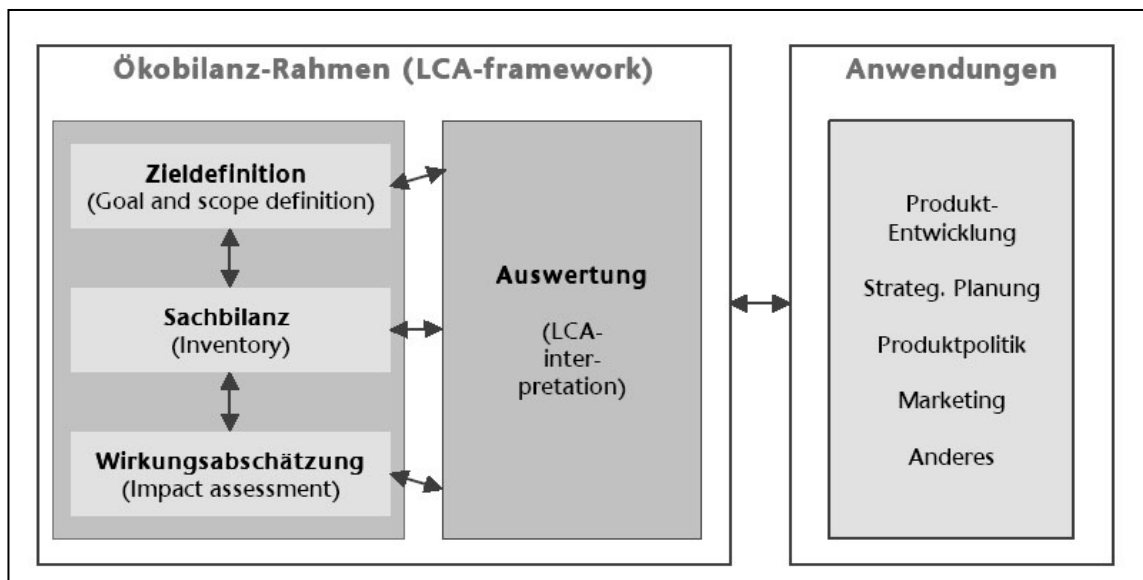 Ökobilanz-Rahmen (LCA-framework)
Zieldefinition
(Goal and scope definition)
Sachbilanz
(Inventory)
Wirkungsabschätzung
(Impact assessment)
Auswertung
(LCA-
inter-
pretation)
Anwendungen
Produkt-
Entwicklung
Strateg. Planung
Produktpolitik
Marketing
Anderes